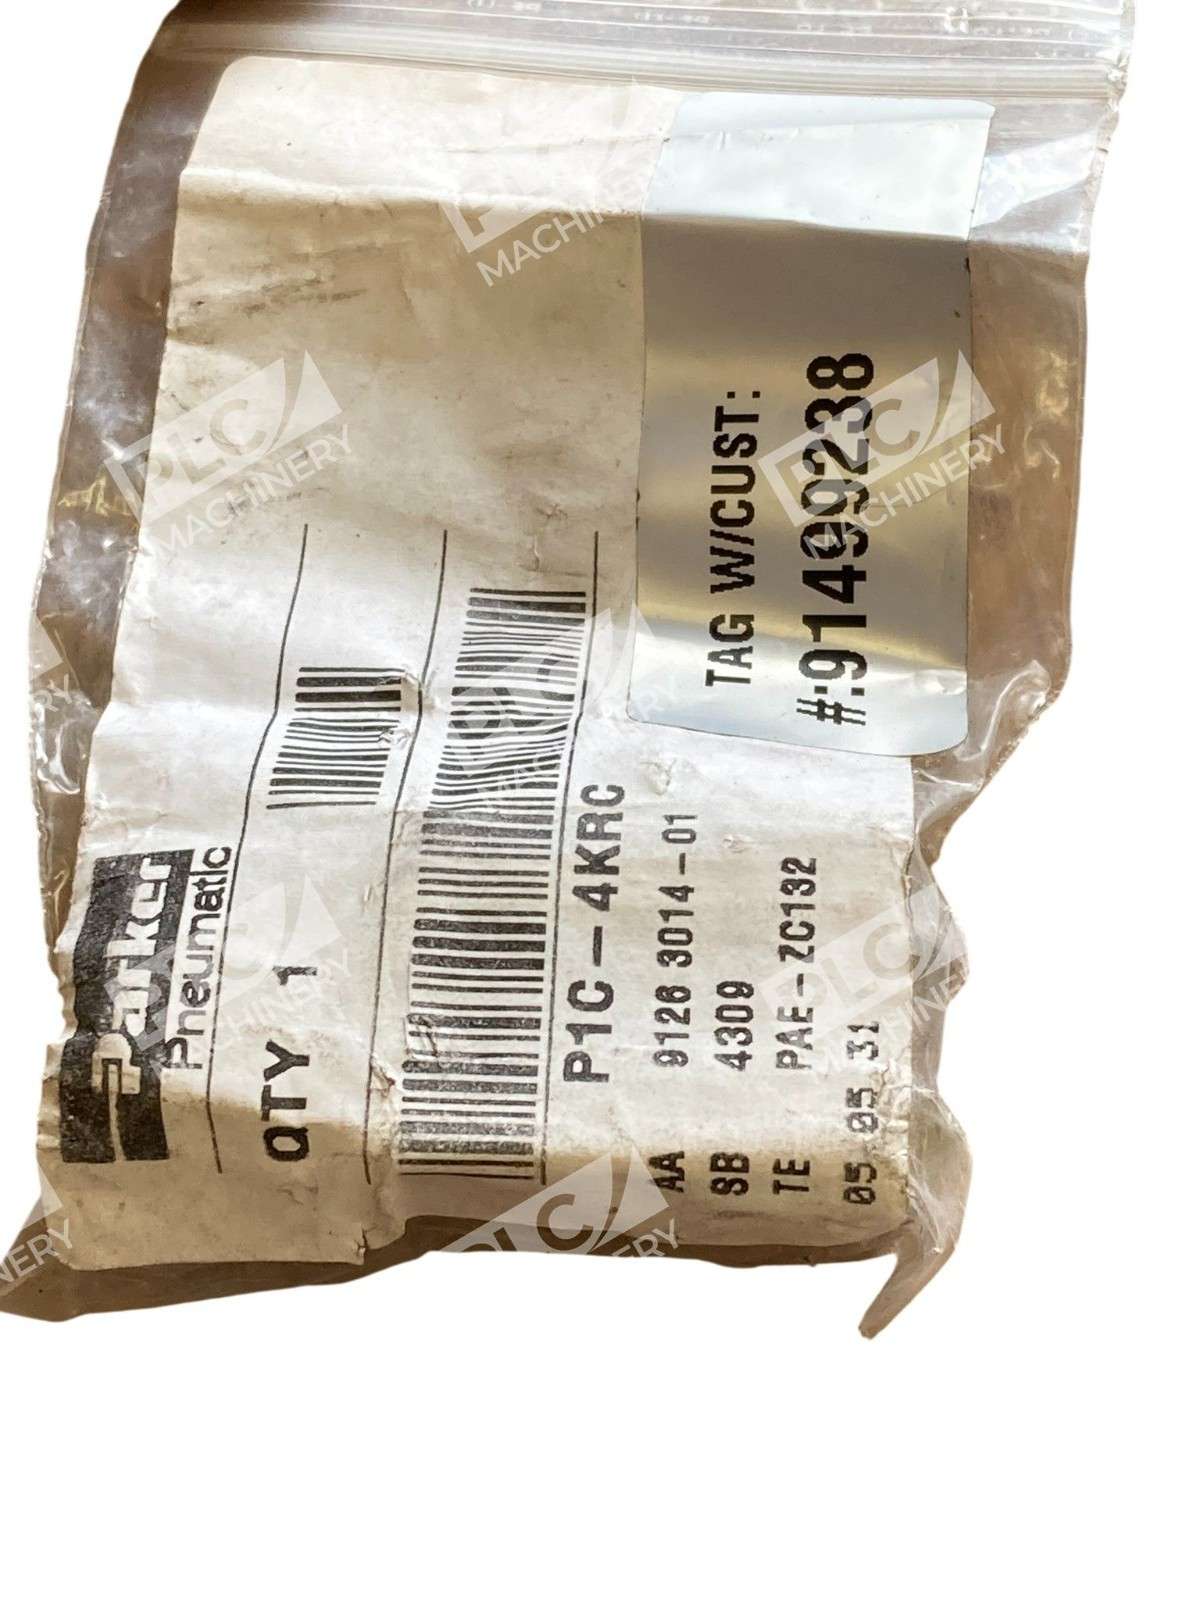 Parker
Pneumatic
QTY 1
P1C-4KRC
AA 9126 3014-01
SB 4309
TE PAE-ZC132
05 05 31
TAG W/CUST:
#:91499238
PLC
MACHINERY